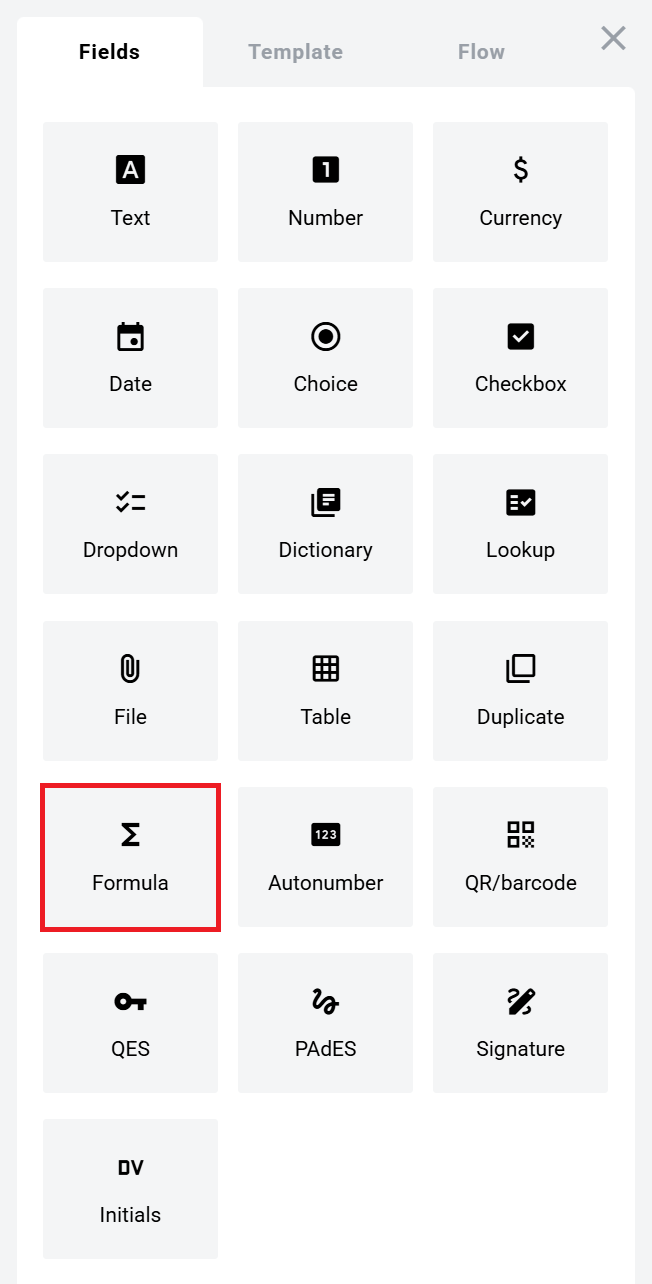 Fields Template Flow
Text Number Currency
Date Choice Checkbox
Dropdown Dictionary Lookup
File Table Duplicate
123
Formula Autonumber QR/barcode
QES PAdES Signature
DV
Initials